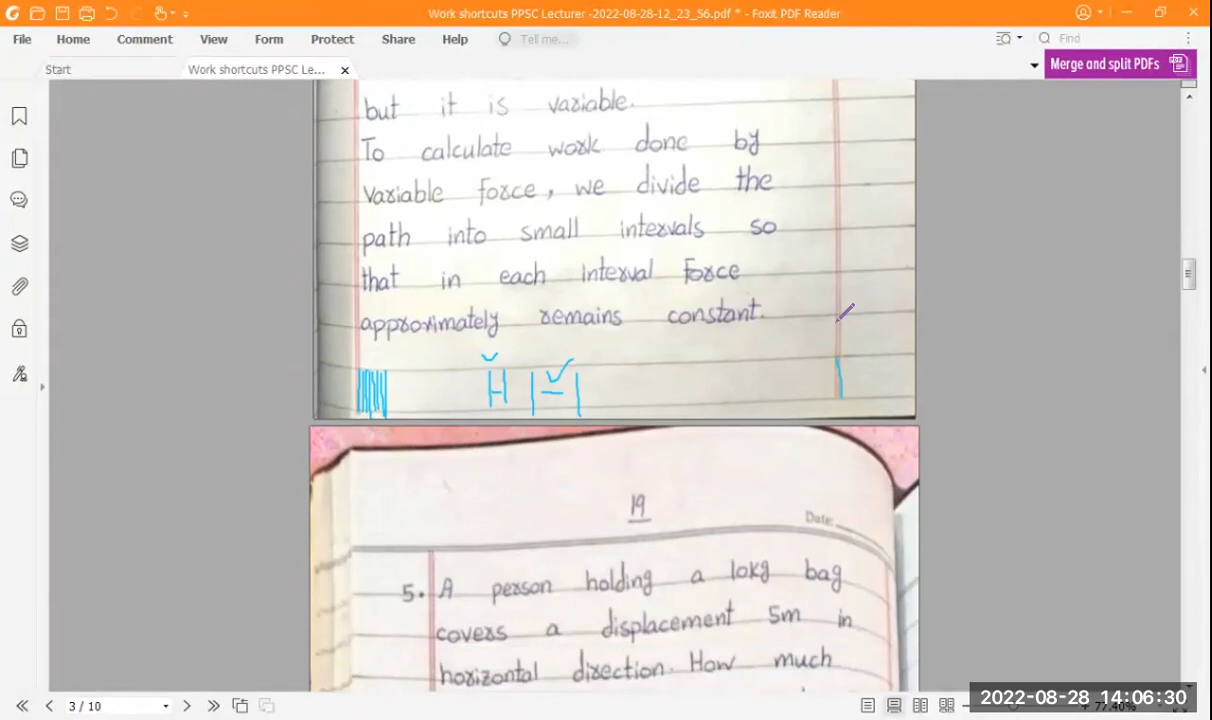 Work shortcuts PPSC Lecturer -2022-08-28-12_23_56.pdf * - Foxit PDF Reader
File Home Comment View Form Protect Share Help Tell me... Find
Start Work shortcuts PPSC Le... Merge and split PDFs
but it is variable.
To calculate work done by
variable force, we divide the
path into small intervals so
that in each interval Force
approximately remains constant.
19
Date:
5. A person holding a 10kg bag
covers a displacement 5m in
horizontal direction. How much
3 / 10
2022-08-28 14:06:30
77.40%